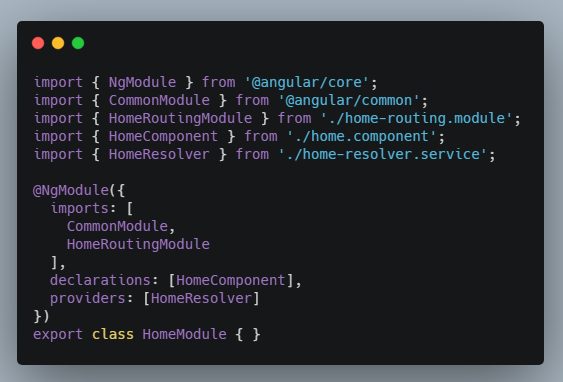 import { NgModule } from '@angular/core';
import { CommonModule } from '@angular/common';
import { HomeRoutingModule } from './home-routing.module';
import { HomeComponent } from './home.component';
import { HomeResolver } from './home-resolver.service';

@NgModule({
  imports: [
    CommonModule,
    HomeRoutingModule
  ],
  declarations: [HomeComponent],
  providers: [HomeResolver]
})
export class HomeModule { }